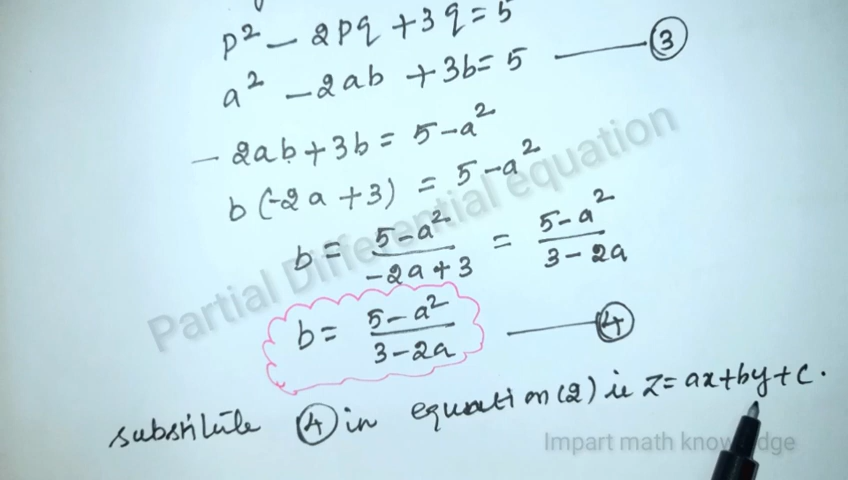 p² - 2pq + 3q = 5
a² - 2ab + 3b = 5 —— ③
- 2ab + 3b = 5 - a²
b (-2a + 3) = 5 - a²
b = (5 - a²)/(-2a + 3) = (5 - a²)/(3 - 2a)
b = (5 - a²)/(3 - 2a) —— ④
substitute ④ in equation (2) ie z = ax + by + c.
Partial Differential equation
Impart math knowledge